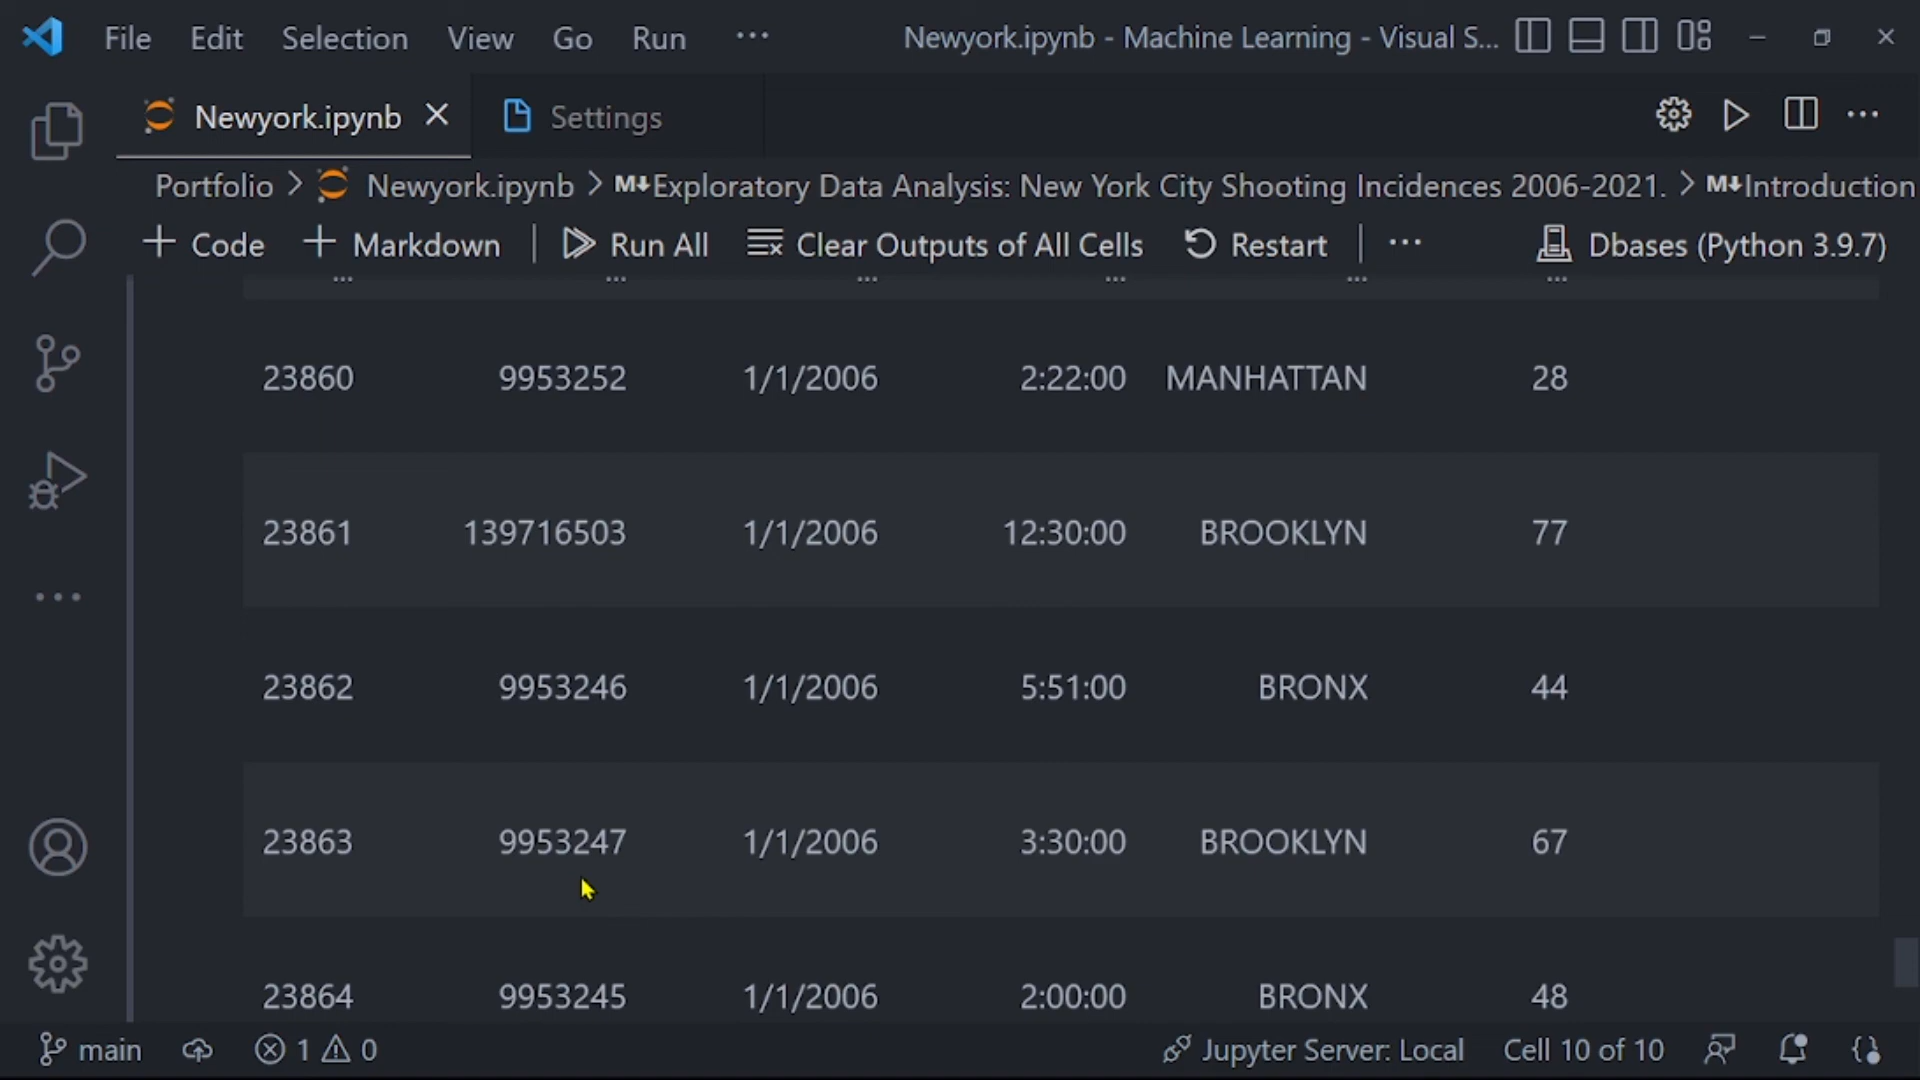 File Edit Selection View Go Run ... Newyork.ipynb - Machine Learning - Visual S...
Newyork.ipynb Settings ...
Portfolio > Newyork.ipynb > M↓Exploratory Data Analysis: New York City Shooting Incidences 2006-2021. > M↓Introduction
+ Code + Markdown Run All Clear Outputs of All Cells Restart ... Dbases (Python 3.9.7)
... ... ... ... ... ...
23860 9953252 1/1/2006 2:22:00 MANHATTAN 28
23861 139716503 1/1/2006 12:30:00 BROOKLYN 77
23862 9953246 1/1/2006 5:51:00 BRONX 44
23863 9953247 1/1/2006 3:30:00 BROOKLYN 67
23864 9953245 1/1/2006 2:00:00 BRONX 48
main 1 0 Jupyter Server: Local Cell 10 of 10